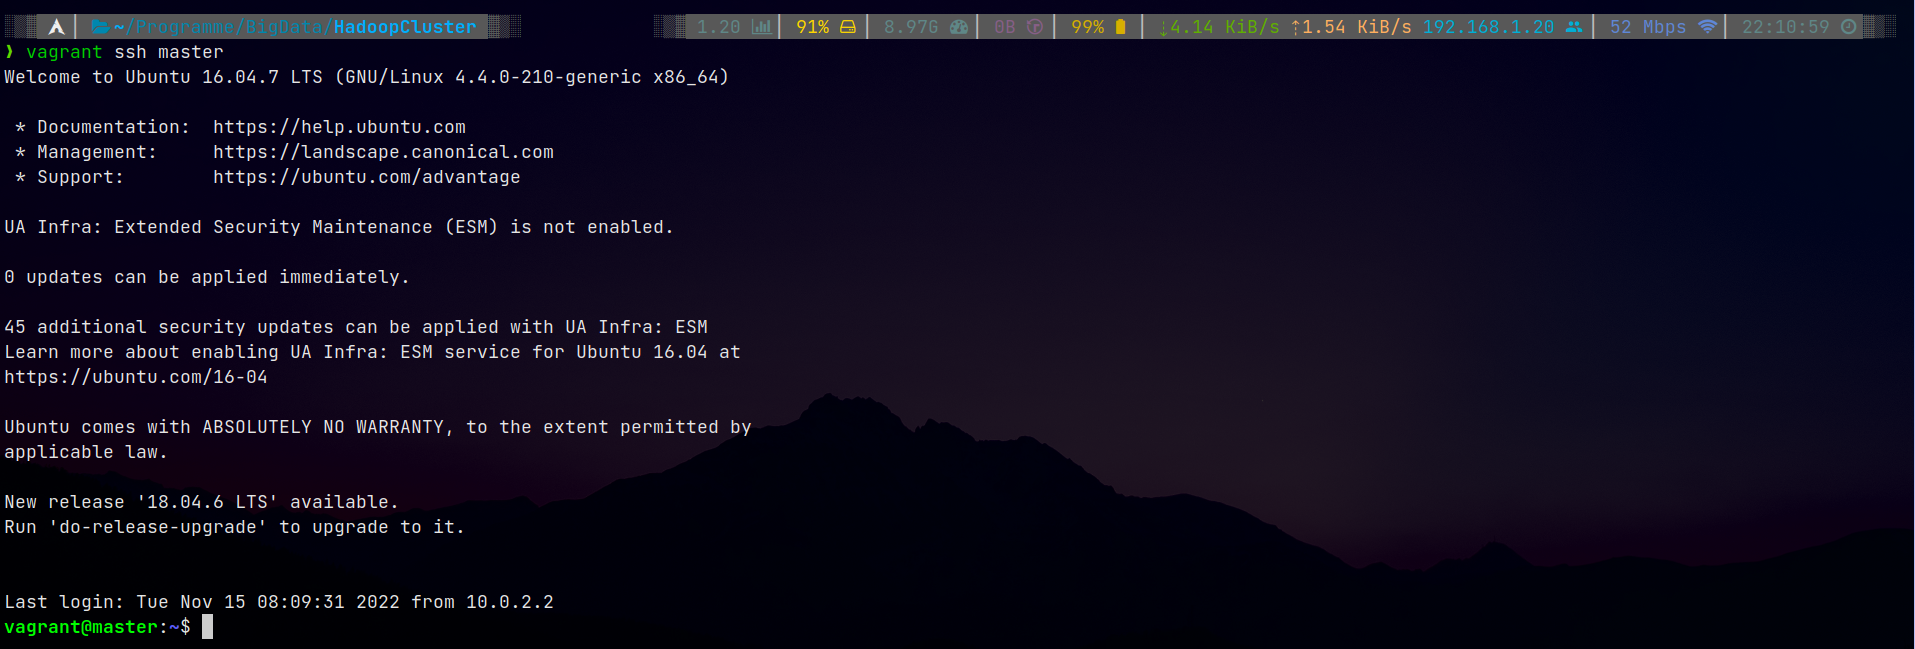 ~/Programme/BigData/HadoopCluster 1.20 91% 8.97G 0B 99% ↓4.14 KiB/s ↑1.54 KiB/s 192.168.1.20 52 Mbps 22:10:59
❯ vagrant ssh master
Welcome to Ubuntu 16.04.7 LTS (GNU/Linux 4.4.0-210-generic x86_64)
* Documentation:  https://help.ubuntu.com
* Management:     https://landscape.canonical.com
* Support:        https://ubuntu.com/advantage
UA Infra: Extended Security Maintenance (ESM) is not enabled.
0 updates can be applied immediately.
45 additional security updates can be applied with UA Infra: ESM
Learn more about enabling UA Infra: ESM service for Ubuntu 16.04 at
https://ubuntu.com/16-04
Ubuntu comes with ABSOLUTELY NO WARRANTY, to the extent permitted by
applicable law.
New release '18.04.6 LTS' available.
Run 'do-release-upgrade' to upgrade to it.
Last login: Tue Nov 15 08:09:31 2022 from 10.0.2.2
vagrant@master:~$